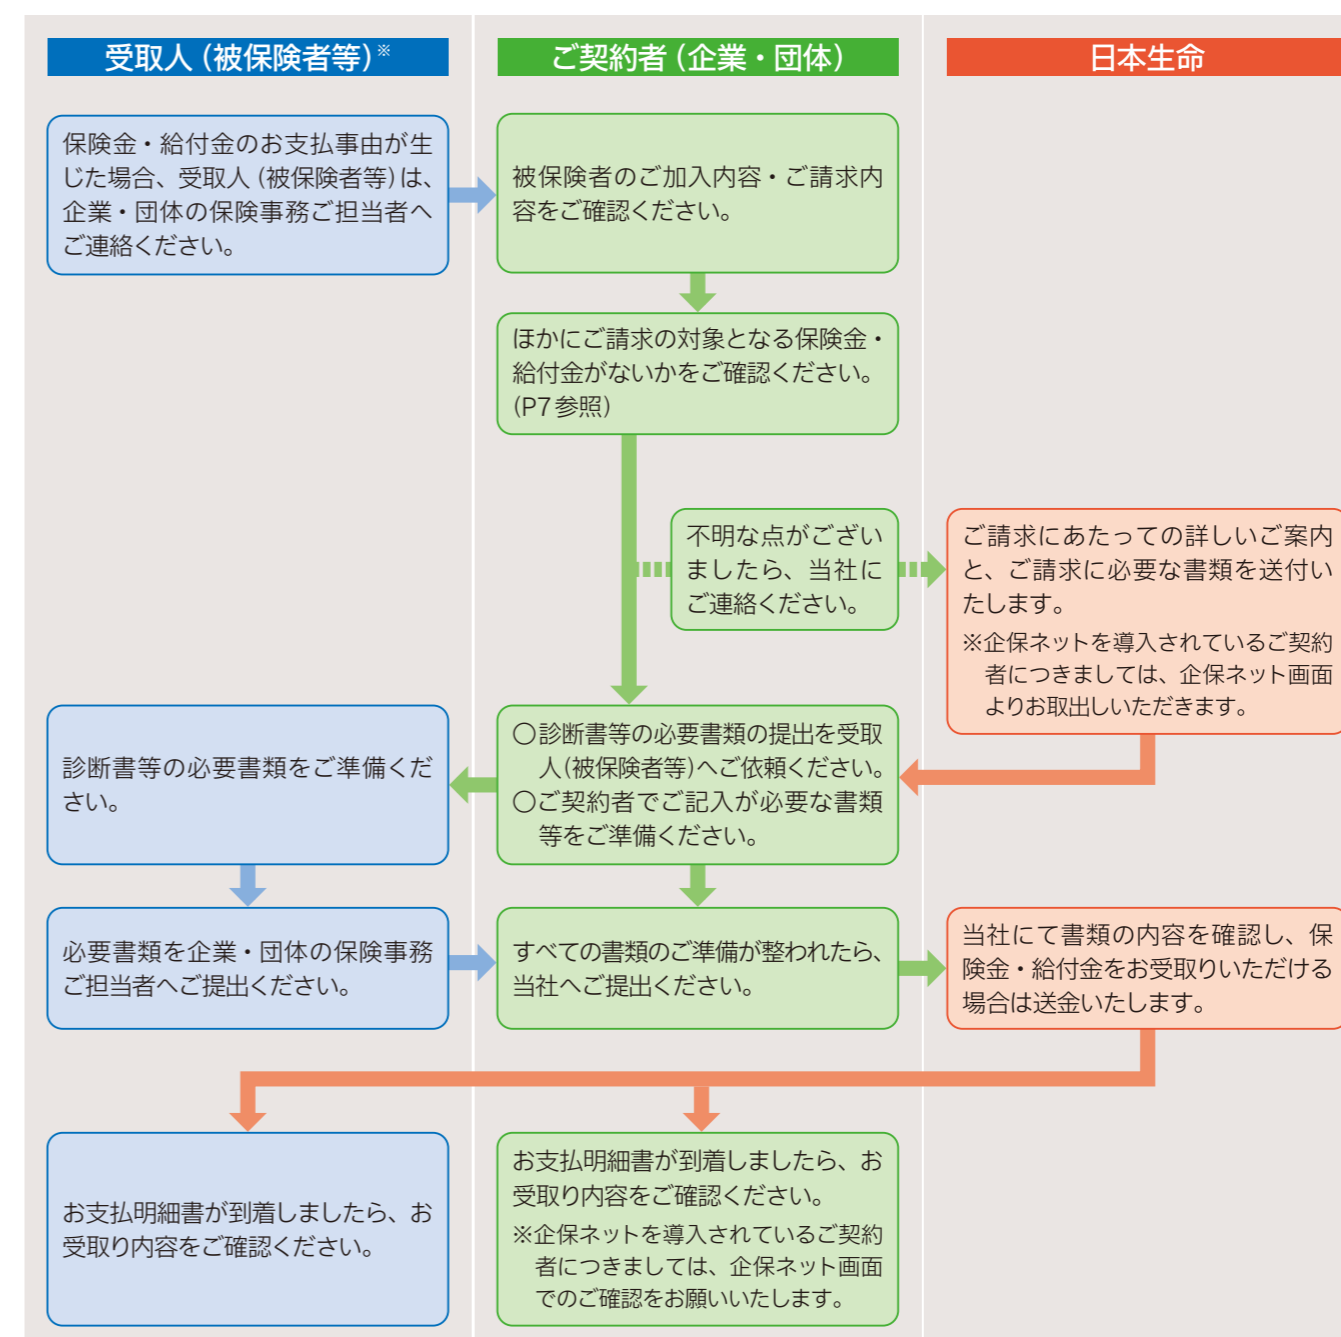 受取人（被保険者等）※
ご契約者（企業・団体）
日本生命
保険金・給付金のお支払事由が生
じた場合、受取人（被保険者等）は、
企業・団体の保険事務ご担当者へ
ご連絡ください。
被保険者のご加入内容・ご請求内
容をご確認ください。
ほかにご請求の対象となる保険金・
給付金がないかをご確認ください。
（P7参照）
不明な点がござい
ましたら、当社に
ご連絡ください。
ご請求にあたっての詳しいご案内
と、ご請求に必要な書類を送付い
たします。
※企保ネットを導入されているご契約
者につきましては、企保ネット画面
よりお取出しいただきます。
○診断書等の必要書類の提出を受取
人（被保険者等）へご依頼ください。
○ご契約者でご記入が必要な書類
等をご準備ください。
診断書等の必要書類をご準備くだ
さい。
必要書類を企業・団体の保険事務
ご担当者へご提出ください。
すべての書類のご準備が整われたら、
当社へご提出ください。
当社にて書類の内容を確認し、保
険金・給付金をお受取りいただける
場合は送金いたします。
お支払明細書が到着しましたら、お
受取り内容をご確認ください。
お支払明細書が到着しましたら、お
受取り内容をご確認ください。
※企保ネットを導入されているご契約
者につきましては、企保ネット画面
でのご確認をお願いいたします。